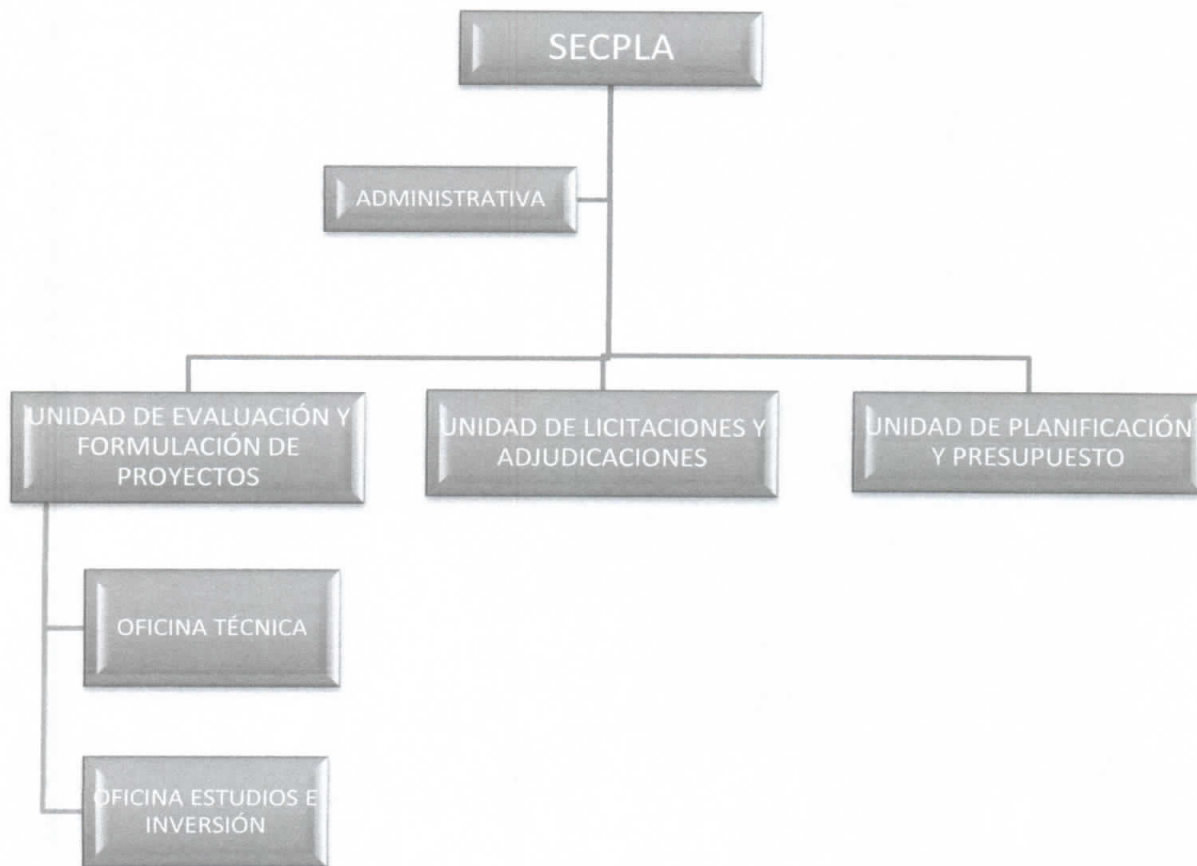 SECPLA
ADMINISTRATIVA
UNIDAD DE EVALUACIÓN Y
FORMULACIÓN DE
PROYECTOS
UNIDAD DE LICITACIONES Y
ADJUDICACIONES
UNIDAD DE PLANIFICACIÓN
Y PRESUPUESTO
OFICINA TÉCNICA
OFICINA ESTUDIOS E
INVERSIÓN